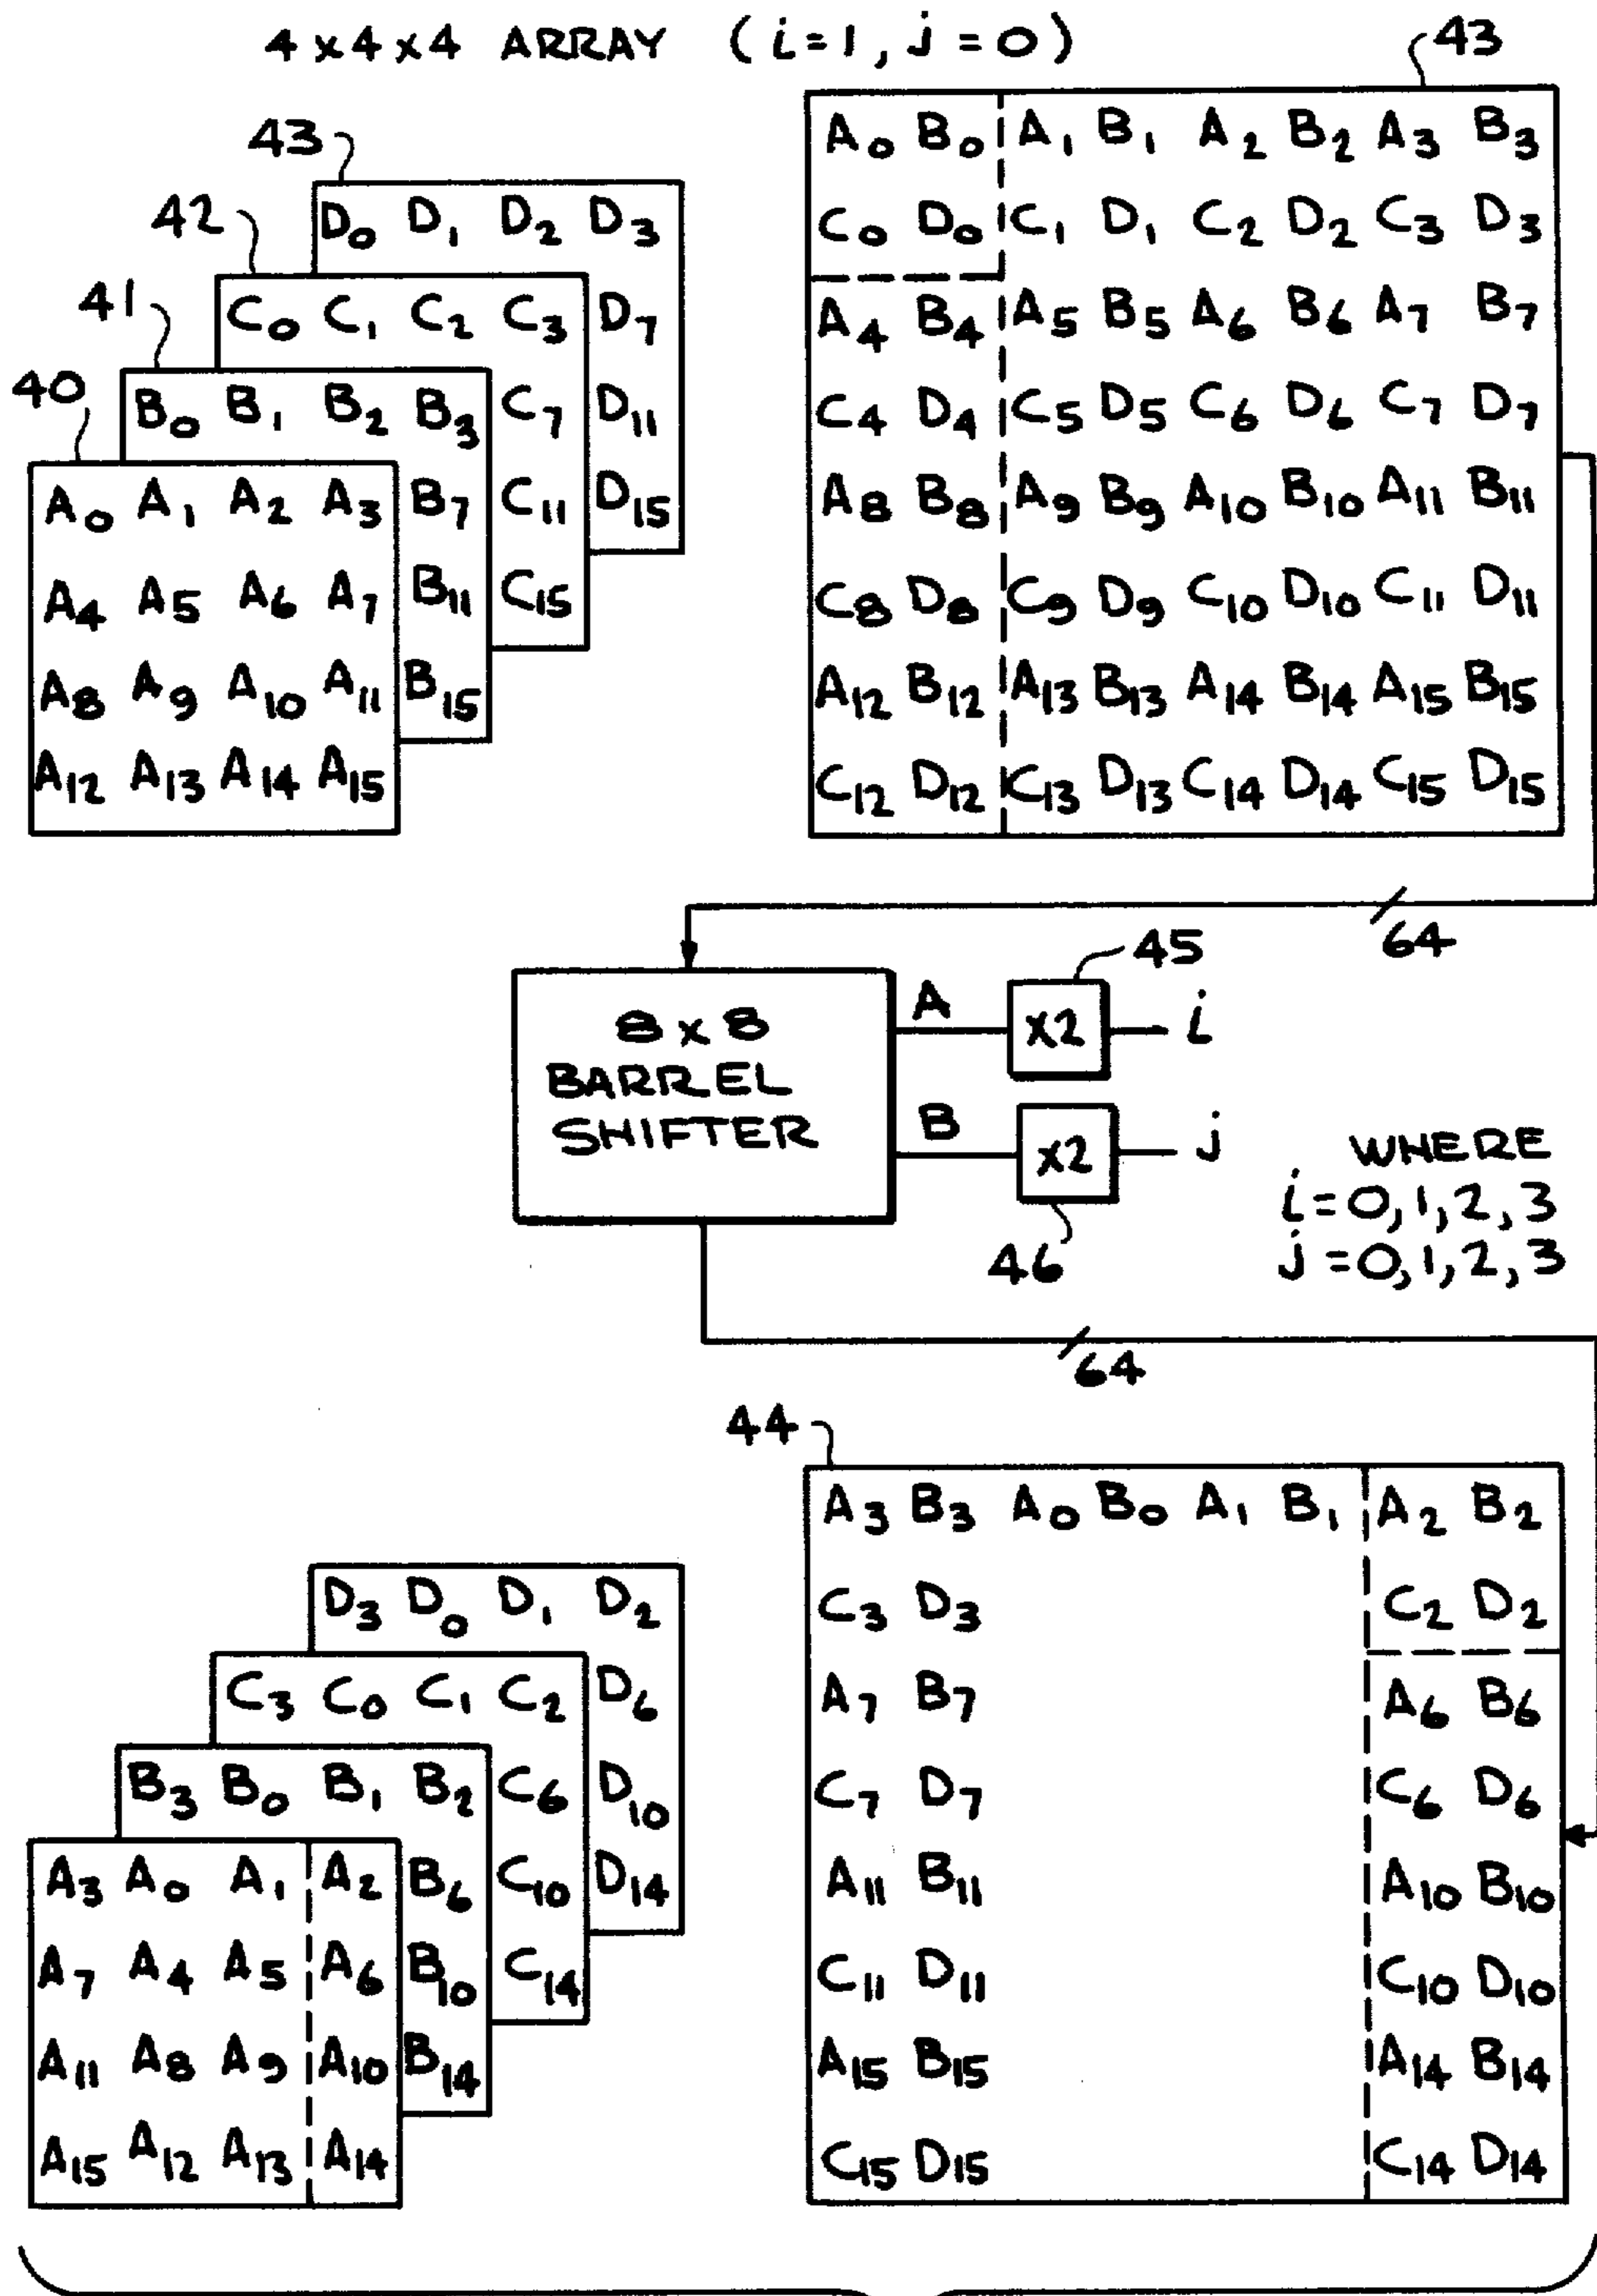 4x4x4 ARRAY (i=1, j=0)
43
A0 B0 A1 B1 A2 B2 A3 B3
C0 D0 C1 D1 C2 D2 C3 D3
A4 B4 A5 B5 A6 B6 A7 B7
C4 D4 C5 D5 C6 D6 C7 D7
A8 B8 A9 B9 A10 B10 A11 B11
C8 D8 C9 D9 C10 D10 C11 D11
A12 B12 A13 B13 A14 B14 A15 B15
C12 D12 C13 D13 C14 D14 C15 D15
43
D0 D1 D2 D3
42
C0 C1 C2 C3 D7
41
B0 B1 B2 B3 C7 D11
40
A0 A1 A2 A3 B7 C11 D15
A4 A5 A6 A7 B11 C15
A8 A9 A10 A11 B15
A12 A13 A14 A15
64
8x8
BARREL
SHIFTER
A
x2
45
i
B
x2
46
j
WHERE
i=0,1,2,3
j=0,1,2,3
64
44
A3 B3 A0 B0 A1 B1 A2 B2
C3 D3 C2 D2
A7 B7 A6 B6
C7 D7 C6 D6
A11 B11 A10 B10
C11 D11 C10 D10
A15 B15 A14 B14
C15 D15 C14 D14
D3 D0 D1 D2
C3 C0 C1 C2 D6
B3 B0 B1 B2 C6 D10
A3 A0 A1 A2 B6 C10 D14
A7 A4 A5 A6 B10 C14
A11 A8 A9 A10 B14
A15 A12 A13 A14